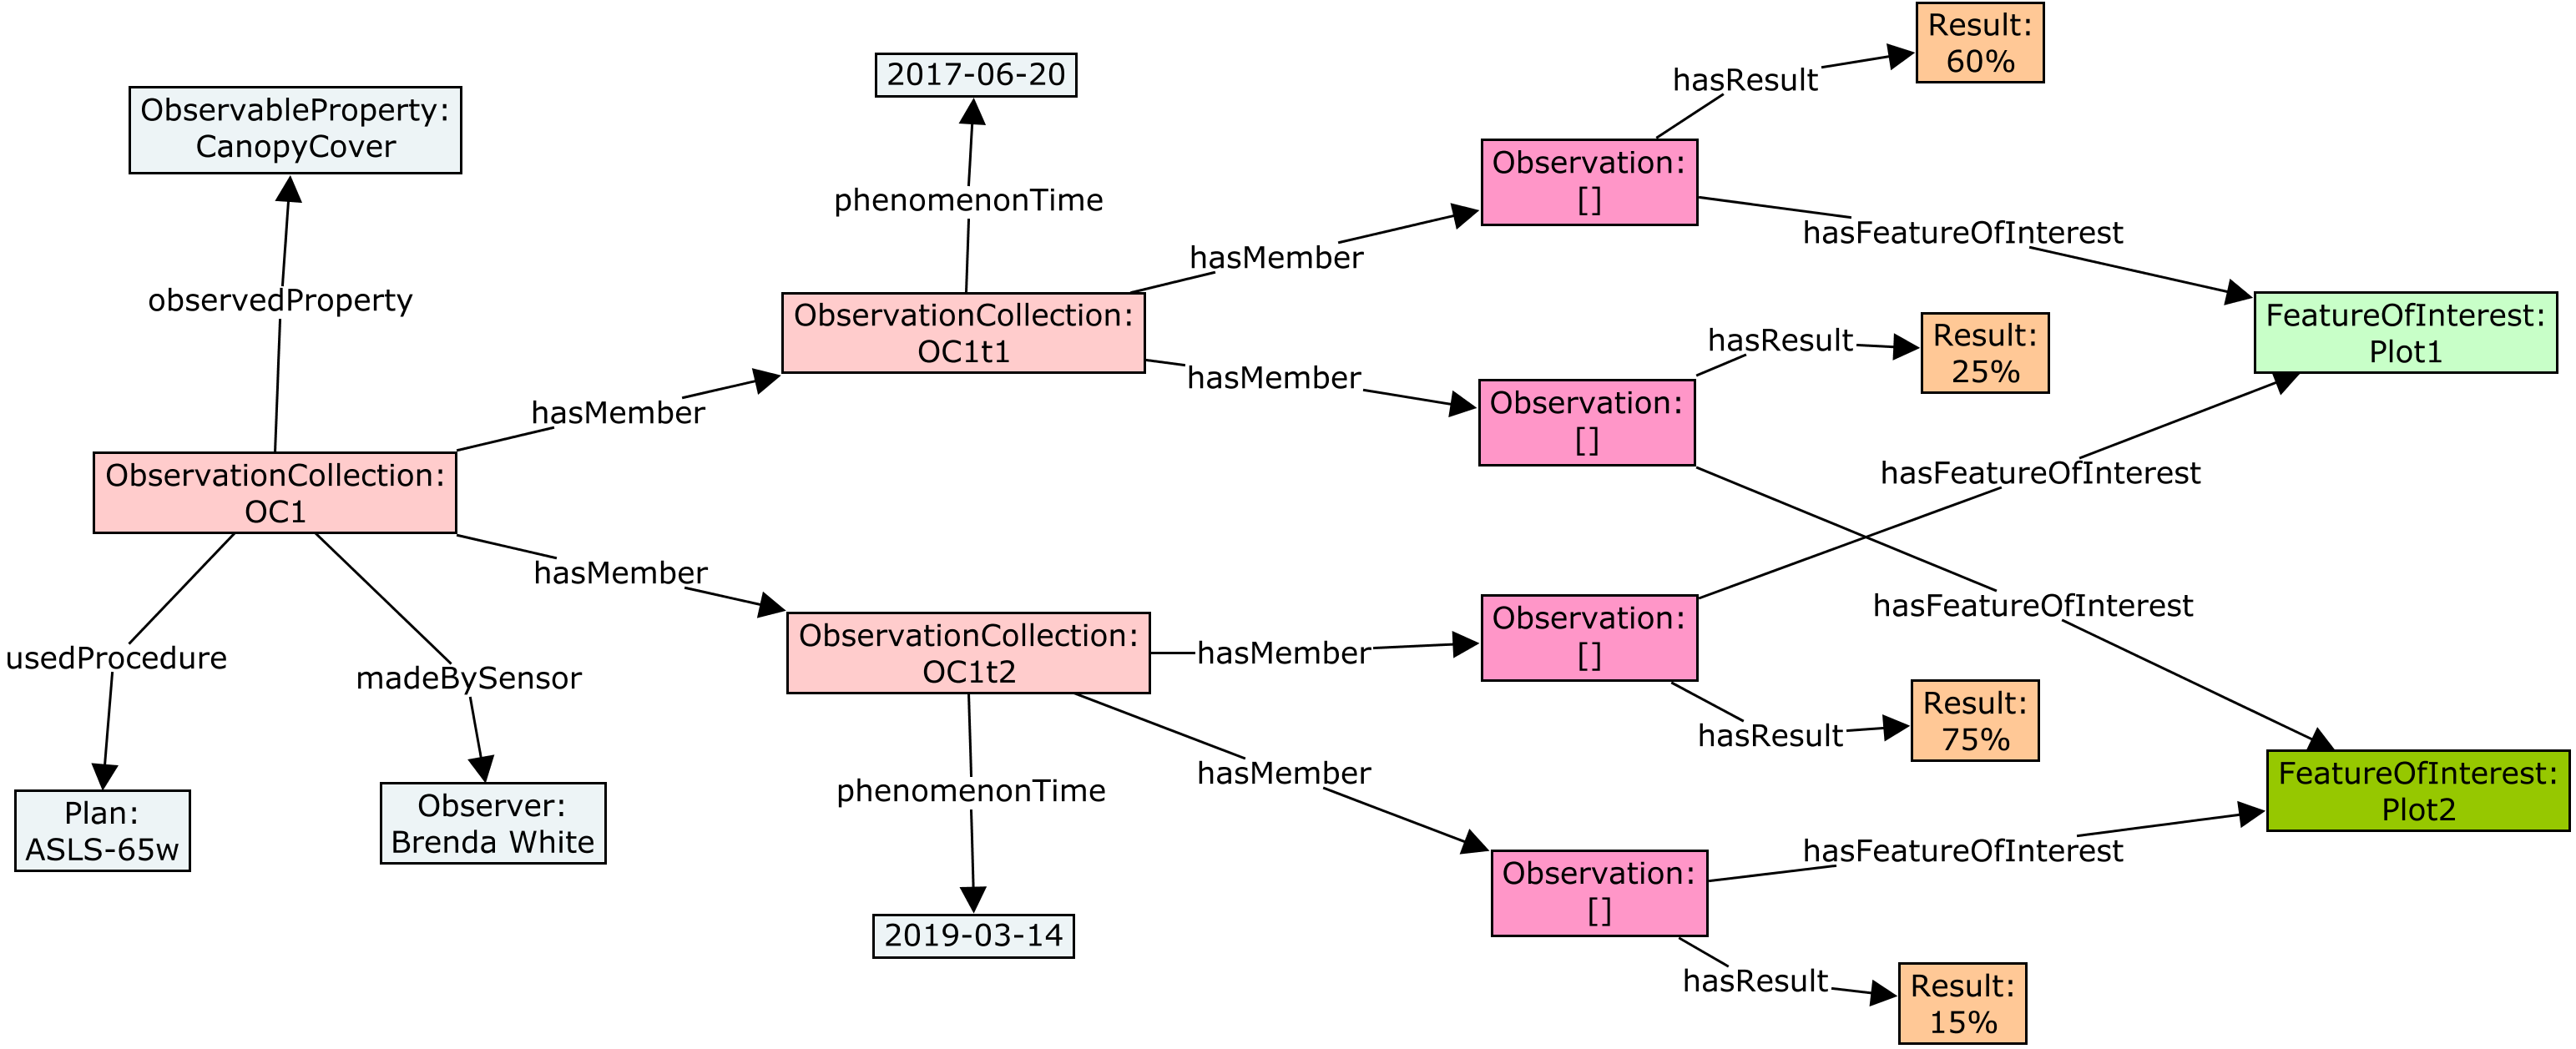 ObservableProperty:
CanopyCover
observedProperty
ObservationCollection:
OC1
usedProcedure
madeBySensor
Plan:
ASLS-65w
Observer:
Brenda White
hasMember
hasMember
2017-06-20
phenomenonTime
ObservationCollection:
OC1t1
hasMember
hasMember
ObservationCollection:
OC1t2
phenomenonTime
2019-03-14
hasMember
hasMember
Result:
60%
hasResult
Observation:
[]
hasFeatureOfInterest
hasResult
Result:
25%
Observation:
[]
hasFeatureOfInterest
hasFeatureOfInterest
Observation:
[]
hasResult
Result:
75%
Observation:
[]
hasFeatureOfInterest
hasResult
Result:
15%
FeatureOfInterest:
Plot1
FeatureOfInterest:
Plot2